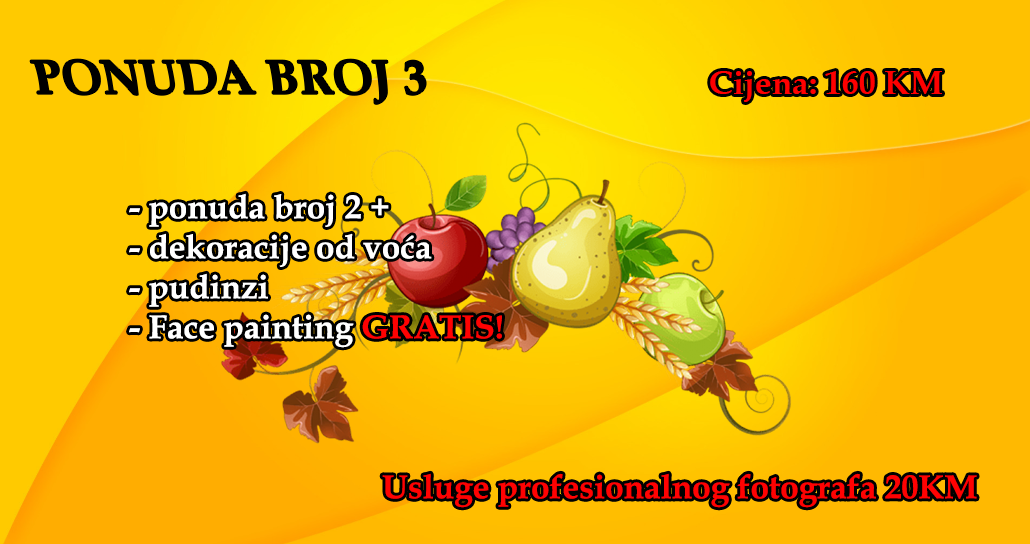 PONUDA BROJ 3
Cijena: 160 KM
- ponuda broj 2 +
- dekoracije od voća
- pudinzi
- Face painting GRATIS!
Usluge profesionalnog fotografa 20KM